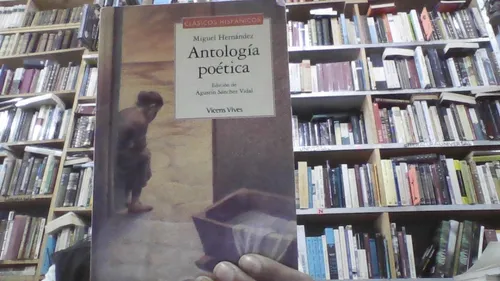 CLÁSICOS HISPÁNICOS
Miguel Hernández
Antología
poética
Edición de
Agustín Sánchez Vidal
Vicens Vives